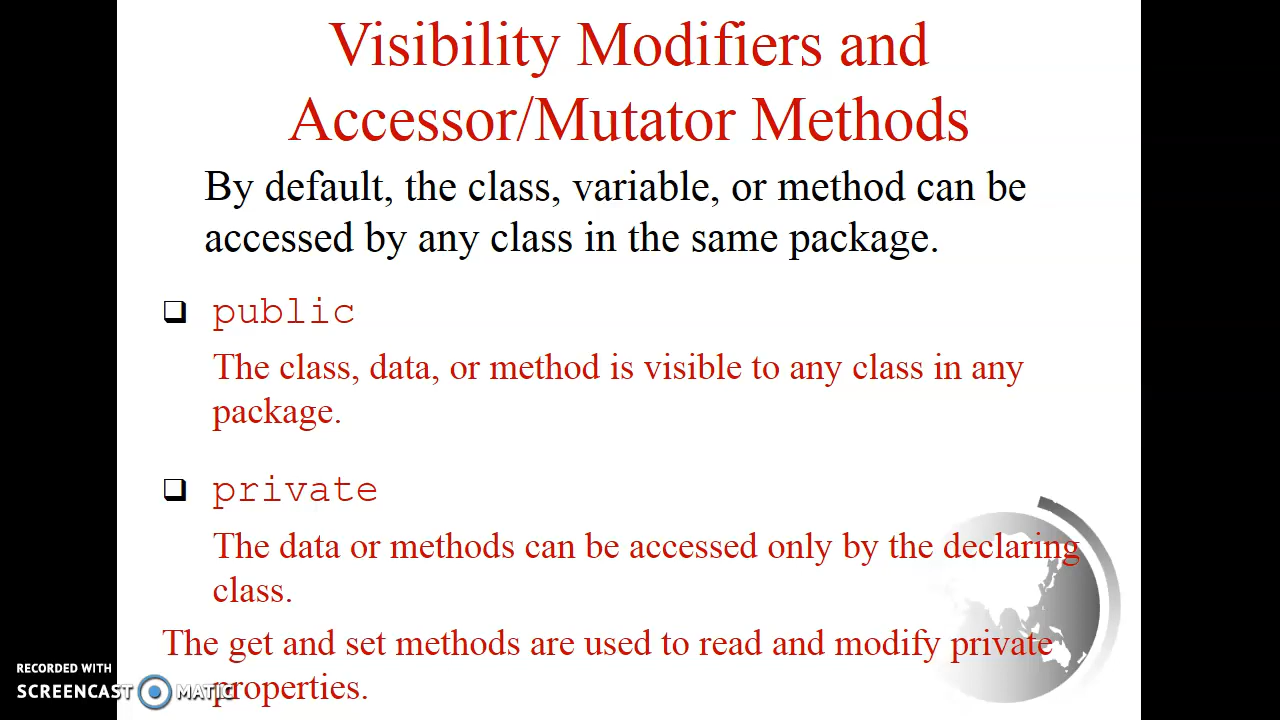 Visibility Modifiers and
Accessor/Mutator Methods
By default, the class, variable, or method can be
accessed by any class in the same package.
❑ public
The class, data, or method is visible to any class in any
package.
❑ private
The data or methods can be accessed only by the declaring
class.
The get and set methods are used to read and modify private
properties.
RECORDED WITH
SCREENCAST MATIC